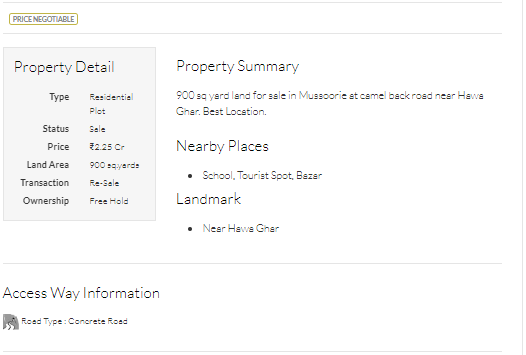 PRICE NEGOTIABLE
Property Detail
Type Residential
Plot
Status Sale
Price ₹2.25 Cr
Land Area 900 sq.yards
Transaction Re-Sale
Ownership Free Hold
Property Summary
900 sq yard land for sale in Mussoorie at camel back road near Hawa
Ghar. Best Location.
Nearby Places
School, Tourist Spot, Bazar
Landmark
Near Hawa Ghar
Access Way Information
Road Type : Concrete Road